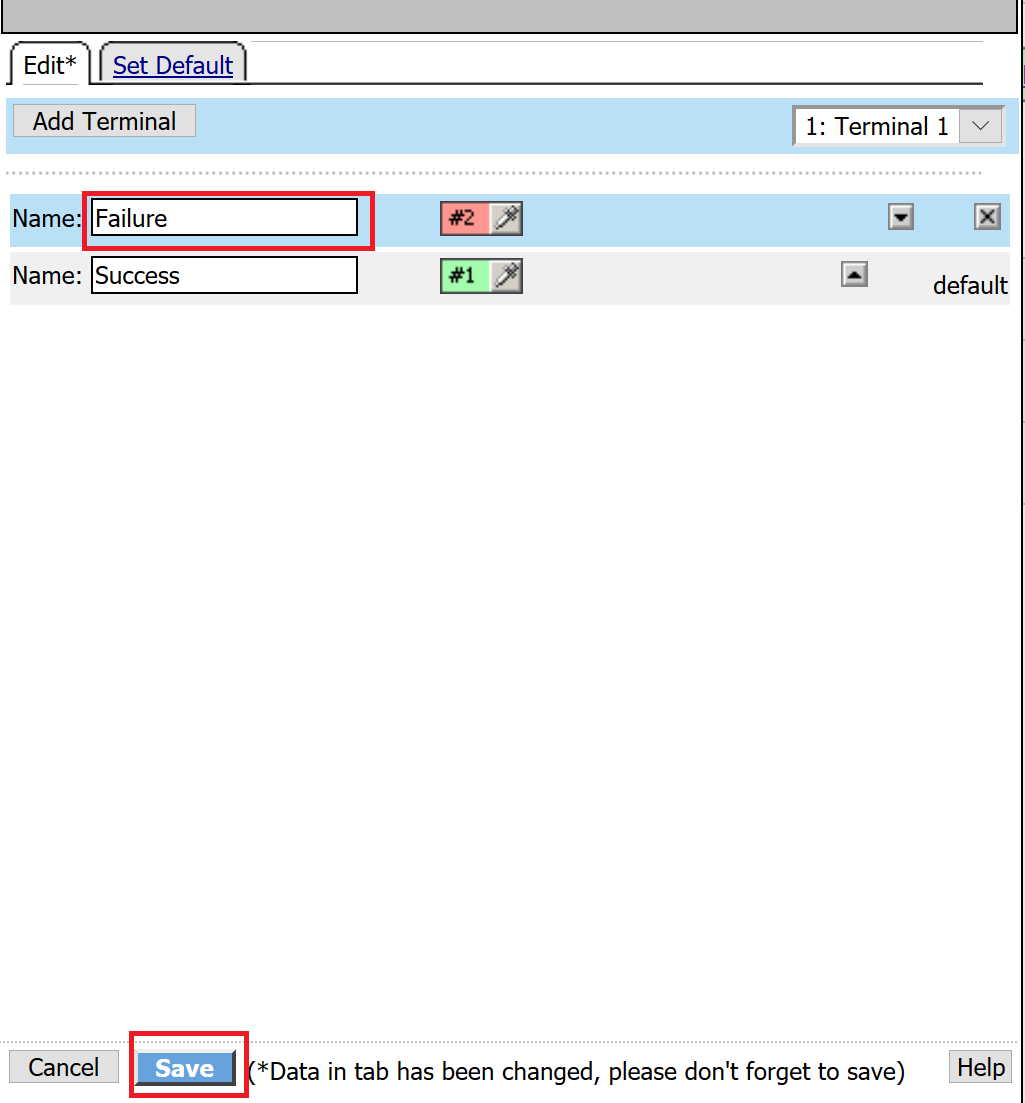 Edit* Set Default
Add Terminal 1: Terminal 1
Name: Failure #2
Name: Success #1 default
Cancel Save (*Data in tab has been changed, please don't forget to save) Help